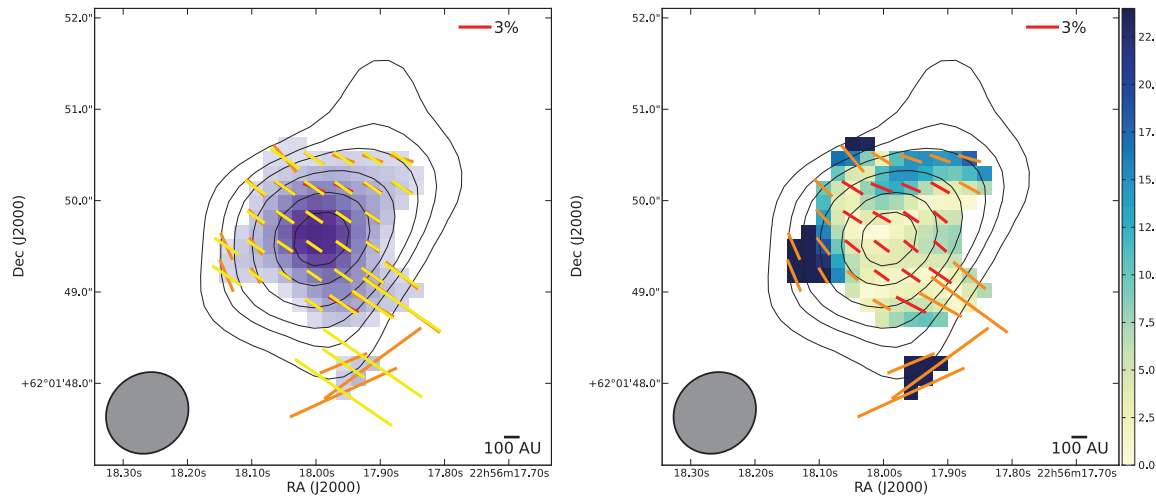 52.0"
51.0"
50.0"
49.0"
+62°01'48.0"
Dec (J2000)
3%
100 AU
18.30s 18.20s 18.10s 18.00s 17.90s 17.80s 22h56m17.70s
RA (J2000)
52.0"
51.0"
50.0"
49.0"
+62°01'48.0"
Dec (J2000)
3%
100 AU
18.30s 18.20s 18.10s 18.00s 17.90s 17.80s 22h56m17.70s
RA (J2000)
22.
20.
17.
15.
12.
10.
7.5
5.0
2.5
0.0